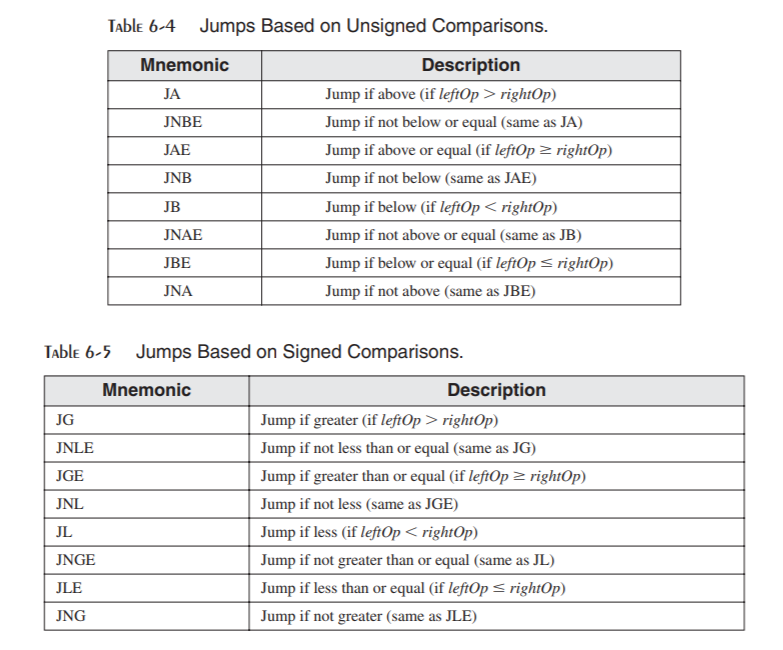 TABLE 6-4 Jumps Based on Unsigned Comparisons.
Mnemonic Description
JA Jump if above (if leftOp > rightOp)
JNBE Jump if not below or equal (same as JA)
JAE Jump if above or equal (if leftOp ≥ rightOp)
JNB Jump if not below (same as JAE)
JB Jump if below (if leftOp < rightOp)
JNAE Jump if not above or equal (same as JB)
JBE Jump if below or equal (if leftOp ≤ rightOp)
JNA Jump if not above (same as JBE)
TABLE 6-5 Jumps Based on Signed Comparisons.
Mnemonic Description
JG Jump if greater (if leftOp > rightOp)
JNLE Jump if not less than or equal (same as JG)
JGE Jump if greater than or equal (if leftOp ≥ rightOp)
JNL Jump if not less (same as JGE)
JL Jump if less (if leftOp < rightOp)
JNGE Jump if not greater than or equal (same as JL)
JLE Jump if less than or equal (if leftOp ≤ rightOp)
JNG Jump if not greater (same as JLE)